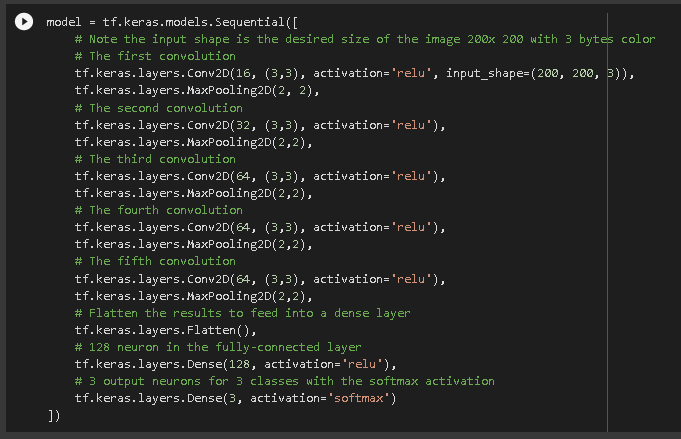 model = tf.keras.models.Sequential([
    # Note the input shape is the desired size of the image 200x 200 with 3 bytes color
    # The first convolution
    tf.keras.layers.Conv2D(16, (3,3), activation='relu', input_shape=(200, 200, 3)),
    tf.keras.layers.MaxPooling2D(2, 2),
    # The second convolution
    tf.keras.layers.Conv2D(32, (3,3), activation='relu'),
    tf.keras.layers.MaxPooling2D(2,2),
    # The third convolution
    tf.keras.layers.Conv2D(64, (3,3), activation='relu'),
    tf.keras.layers.MaxPooling2D(2,2),
    # The fourth convolution
    tf.keras.layers.Conv2D(64, (3,3), activation='relu'),
    tf.keras.layers.MaxPooling2D(2,2),
    # The fifth convolution
    tf.keras.layers.Conv2D(64, (3,3), activation='relu'),
    tf.keras.layers.MaxPooling2D(2,2),
    # Flatten the results to feed into a dense layer
    tf.keras.layers.Flatten(),
    # 128 neuron in the fully-connected layer
    tf.keras.layers.Dense(128, activation='relu'),
    # 3 output neurons for 3 classes with the softmax activation
    tf.keras.layers.Dense(3, activation='softmax')
])